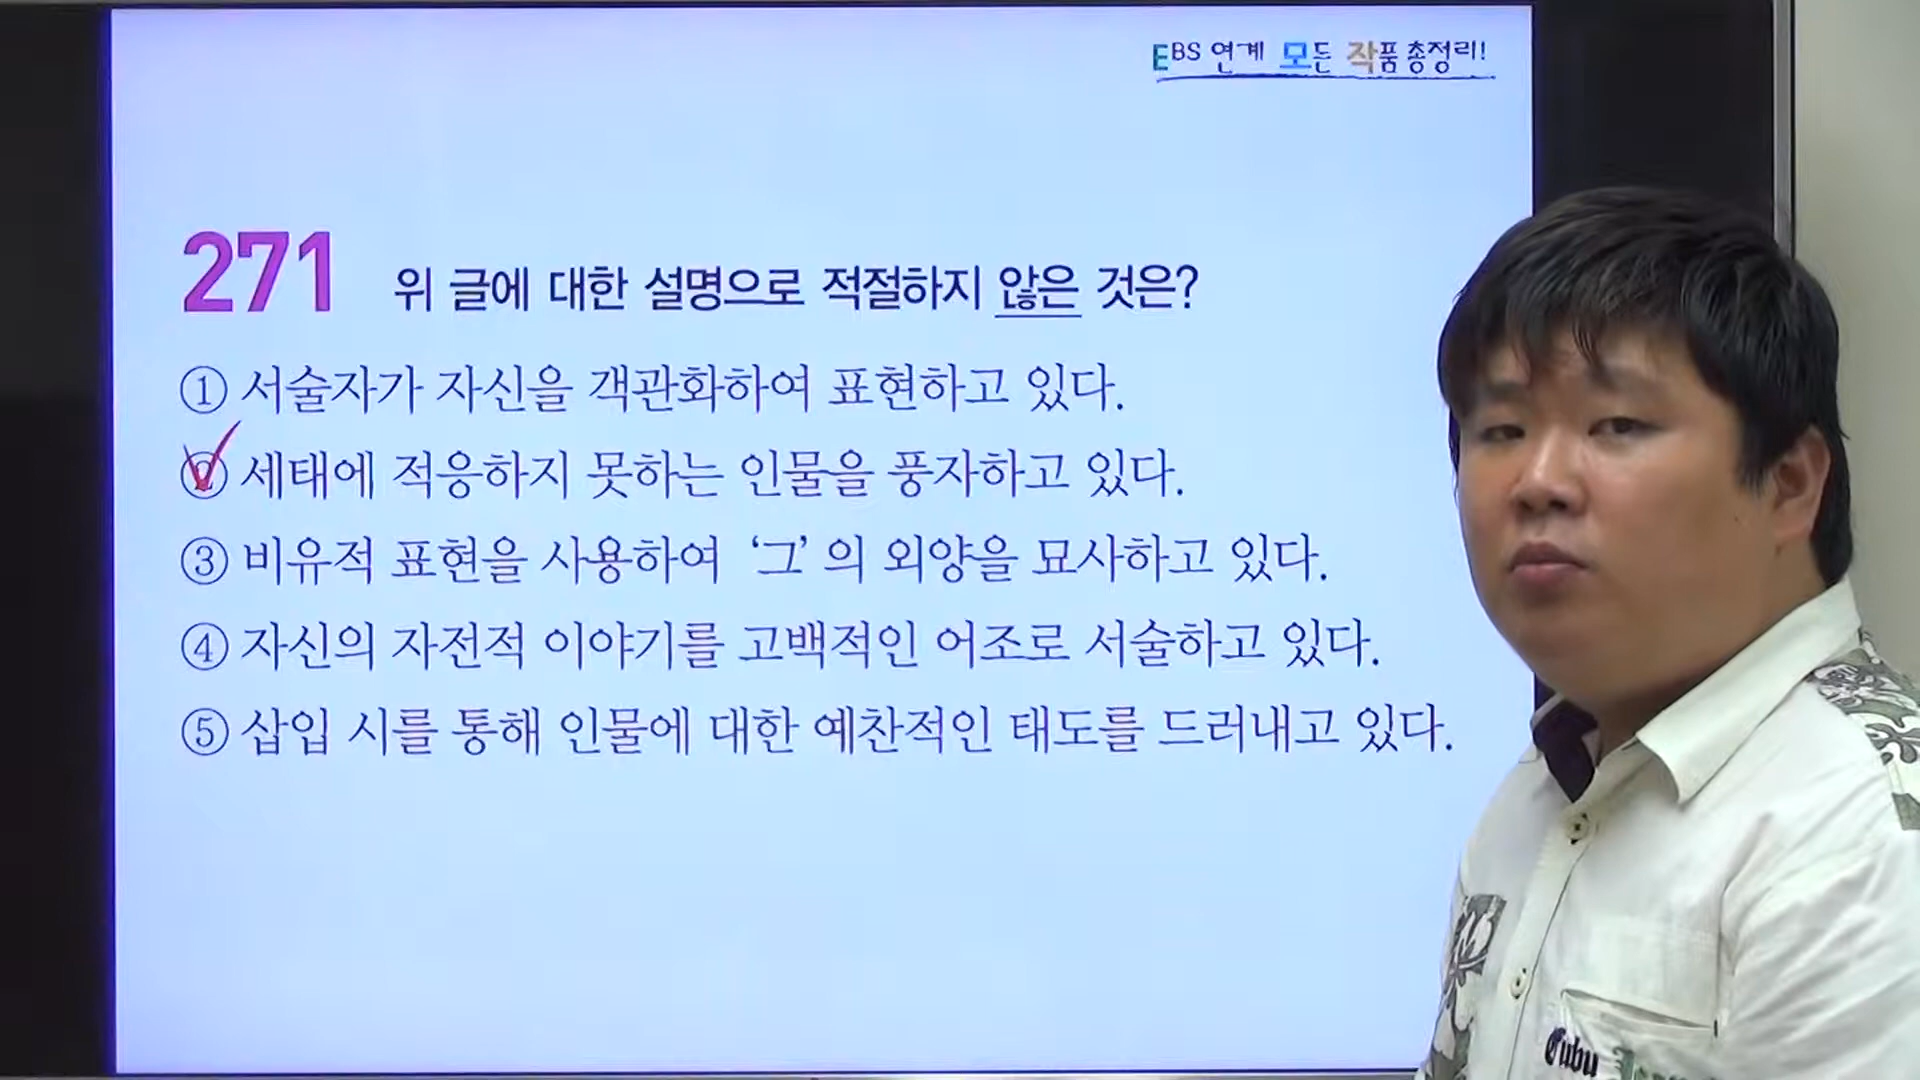 EBS 연계 모든 작품 총정리!
271 위 글에 대한 설명으로 적절하지 않은 것은?
① 서술자가 자신을 객관화하여 표현하고 있다.
② 세태에 적응하지 못하는 인물을 풍자하고 있다.
③ 비유적 표현을 사용하여 ‘그’의 외양을 묘사하고 있다.
④ 자신의 자전적 이야기를 고백적인 어조로 서술하고 있다.
⑤ 삽입 시를 통해 인물에 대한 예찬적인 태도를 드러내고 있다.
Cubu